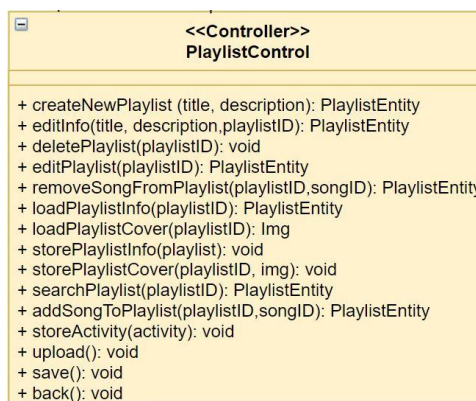 <<Controller>>
PlaylistControl
+ createNewPlaylist (title, description): PlaylistEntity
+ editInfo(title, description,playlistID): PlaylistEntity
+ deletePlaylist(playlistID): void
+ editPlaylist(playlistID): PlaylistEntity
+ removeSongFromPlaylist(playlistID,songID): PlaylistEntity
+ loadPlaylistInfo(playlistID): PlaylistEntity
+ loadPlaylistCover(playlistID): Img
+ storePlaylistInfo(playlist): void
+ storePlaylistCover(playlistID, img): void
+ searchPlaylist(playlistID): PlaylistEntity
+ addSongToPlaylist(playlistID,songID): PlaylistEntity
+ storeActivity(activity): void
+ upload(): void
+ save(): void
+ back(): void